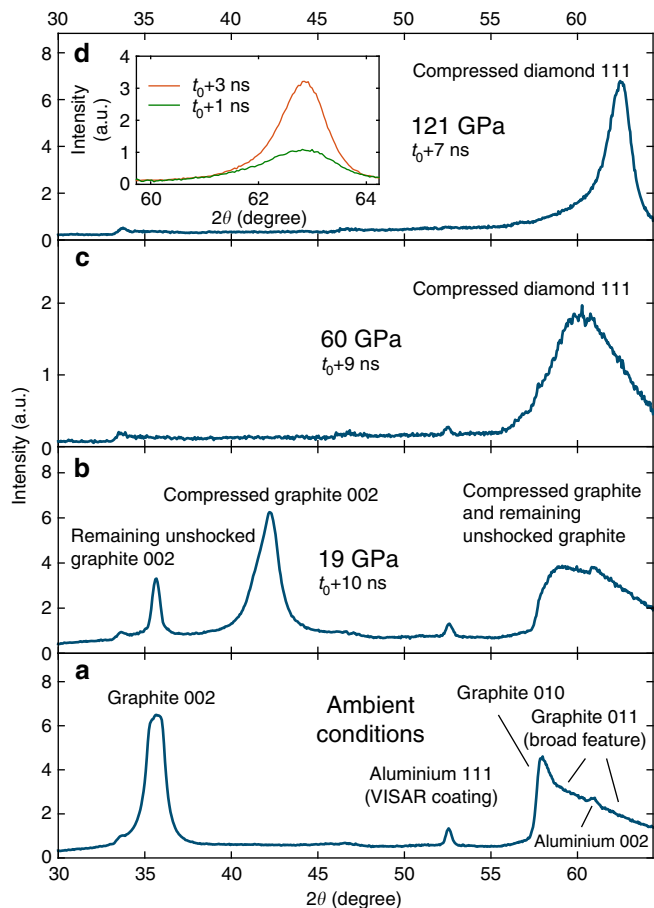 30 35 40 45 50 55 60
d
8
6
4
2
0
Intensity
(a.u.)
4
3
2
1
0
t0+3 ns
t0+1 ns
60 62 64
2θ (degree)
Compressed diamond 111
121 GPa
t0+7 ns
c
2
1
0
Compressed diamond 111
60 GPa
t0+9 ns
Intensity (a.u.)
b
8
6
4
2
0
Compressed graphite 002
Remaining unshocked
graphite 002
19 GPa
t0+10 ns
Compressed graphite
and remaining
unshocked graphite
a
8
6
4
2
0
Graphite 002
Ambient
conditions
Aluminium 111
(VISAR coating)
Graphite 010
Graphite 011
(broad feature)
Aluminium 002
30 35 40 45 50 55 60
2θ (degree)